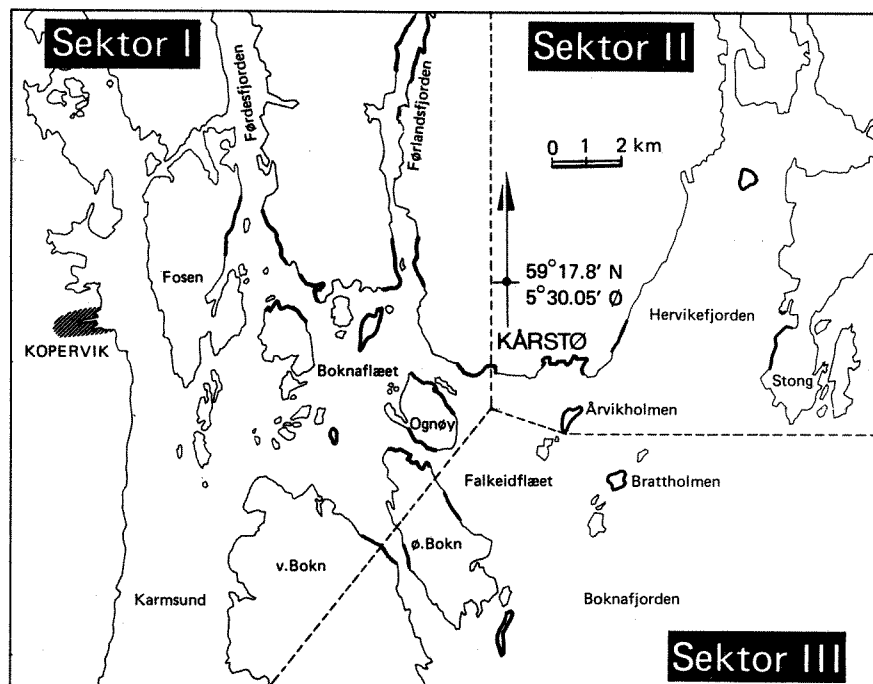 Sektor I
Sektor II
Førdesfjorden
Førlandsfjorden
0 1 2 km
59°17.8' N
5°30.05' Ø
Fosen
Hervikefjorden
KOPERVIK
KÅRSTØ
Boknaflæet
Stong
Årvikholmen
Ognøy
Falkeidflæet
Brattholmen
ø.Bokn
v.Bokn
Karmsund
Boknafjorden
Sektor III